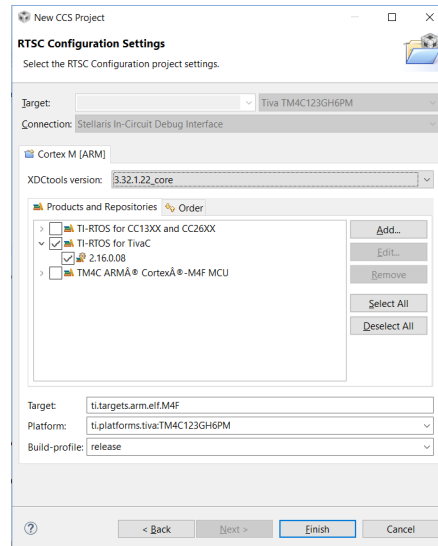 New CCS Project
RTSC Configuration Settings
Select the RTSC Configuration project settings.
Target: Tiva TM4C123GH6PM
Connection: Stellaris In-Circuit Debug Interface
Cortex M [ARM]
XDCtools version: 3.32.1.22_core
Products and Repositories Order
TI-RTOS for CC13XX and CC26XX
TI-RTOS for TivaC
2.16.0.08
TM4C ARMÂ® CortexÂ®-M4F MCU
Add...
Edit...
Remove
Select All
Deselect All
Target: ti.targets.arm.elf.M4F
Platform: ti.platforms.tiva:TM4C123GH6PM
Build-profile: release
? < Back Next > Finish Cancel